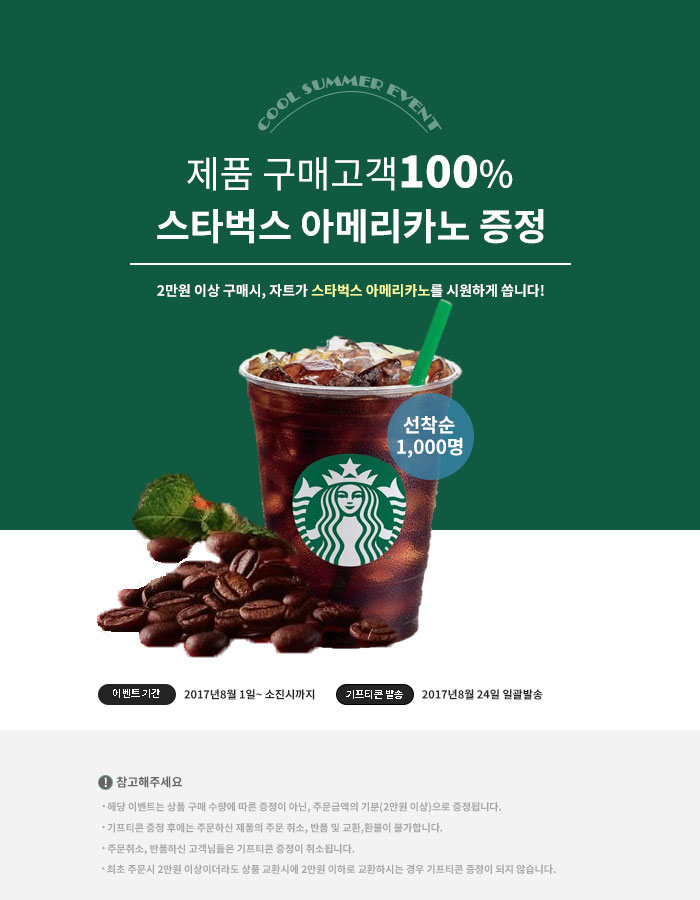 COOL SUMMER EVENT
제품 구매고객100%
스타벅스 아메리카노 증정
2만원 이상 구매시, 자트가 스타벅스 아메리카노를 시원하게 쏩니다!
선착순
1,000명
이벤트기간 2017년8월 1일~ 소진시까지 기프티콘 발송 2017년8월 24일 일괄발송
! 참고해주세요
· 해당 이벤트는 상품 구매 수량에 따른 증정이 아닌, 주문금액의 기분(2만원 이상)으로 증정됩니다.
· 기프티콘 증정 후에는 주문하신 제품의 주문 취소, 반품 및 교환,환불이 불가합니다.
· 주문취소, 반품하신 고객님들은 기프티콘 증정이 취소됩니다.
· 최초 주문시 2만원 이상이더라도 상품 교환시에 2만원 이하로 교환하시는 경우 기프티콘 증정이 되지 않습니다.